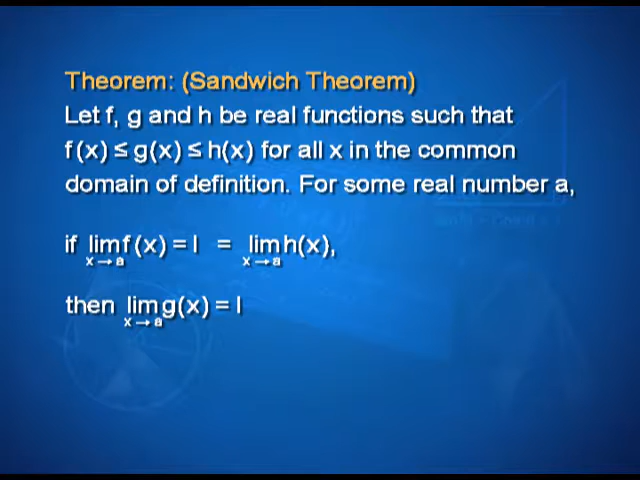 Theorem: (Sandwich Theorem)
Let f, g and h be real functions such that
f(x) ≤ g(x) ≤ h(x) for all x in the common
domain of definition. For some real number a,
if lim f(x) = l = lim h(x),
x→a x→a
then lim g(x) = l
x→a